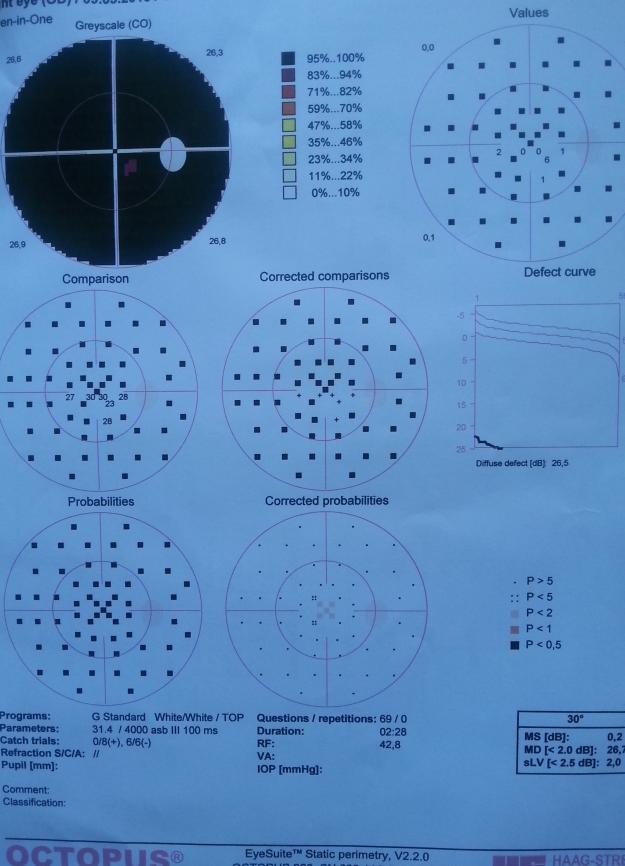 Greyscale (CO)
Values
26,6
26,3
26,9
26,8
95%..100%
83%...94%
71%...82%
59%...70%
47%...58%
35%...46%
23%...34%
11%...22%
0%...10%
0,0
2 0 0 1
6
1
0,1
Comparison
Corrected comparisons
Defect curve
27 30 30 28
23
28
1
-5
0
5
10
15
20
25
Diffuse defect [dB]: 26,5
Probabilities
Corrected probabilities
P > 5
P < 5
P < 2
P < 1
P < 0,5
Programs: G Standard White/White / TOP
Parameters: 31.4 / 4000 asb III 100 ms
Catch trials: 0/8(+), 6/6(-)
Refraction S/C/A: //
Pupil [mm]:
Comment:
Classification:
Questions / repetitions: 69 / 0
Duration: 02:28
RF: 42,8
VA:
IOP [mmHg]:
30°
MS [dB]: 0,2
MD [< 2.0 dB]: 26,7
sLV [< 2.5 dB]: 2,0
OCTOPUS®
EyeSuite™ Static perimetry, V2.2.0